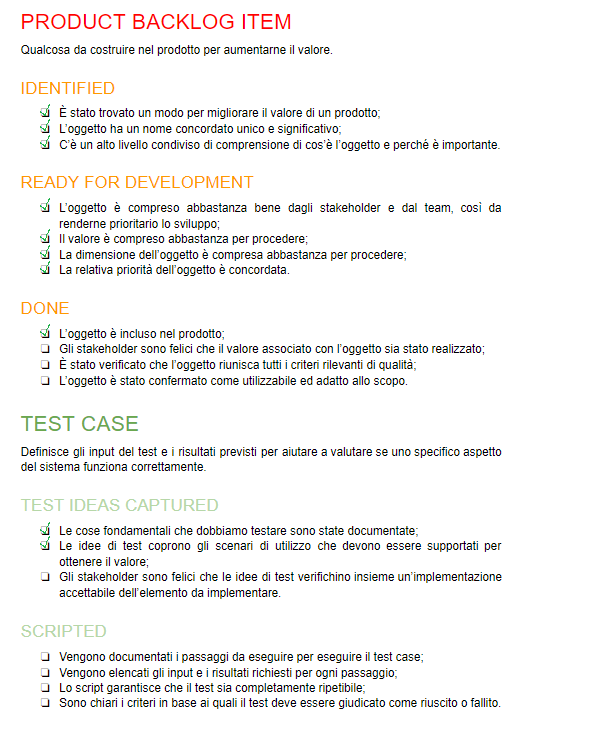 PRODUCT BACKLOG ITEM
Qualcosa da costruire nel prodotto per aumentarne il valore.
IDENTIFIED
È stato trovato un modo per migliorare il valore di un prodotto;
L’oggetto ha un nome concordato unico e significativo;
C’è un alto livello condiviso di comprensione di cos’è l’oggetto e perché è importante.
READY FOR DEVELOPMENT
L’oggetto è compreso abbastanza bene dagli stakeholder e dal team, così da
renderne prioritario lo sviluppo;
Il valore è compreso abbastanza per procedere;
La dimensione dell’oggetto è compresa abbastanza per procedere;
La relativa priorità dell’oggetto è concordata.
DONE
L’oggetto è incluso nel prodotto;
Gli stakeholder sono felici che il valore associato con l’oggetto sia stato realizzato;
È stato verificato che l’oggetto riunisca tutti i criteri rilevanti di qualità;
L’oggetto è stato confermato come utilizzabile ed adatto allo scopo.
TEST CASE
Definisce gli input del test e i risultati previsti per aiutare a valutare se uno specifico aspetto
del sistema funziona correttamente.
TEST IDEAS CAPTURED
Le cose fondamentali che dobbiamo testare sono state documentate;
Le idee di test coprono gli scenari di utilizzo che devono essere supportati per
ottenere il valore;
Gli stakeholder sono felici che le idee di test verifichino insieme un’implementazione
accettabile dell’elemento da implementare.
SCRIPTED
Vengono documentati i passaggi da eseguire per eseguire il test case;
Vengono elencati gli input e i risultati richiesti per ogni passaggio;
Lo script garantisce che il test sia completamente ripetibile;
Sono chiari i criteri in base ai quali il test deve essere giudicato come riuscito o fallito.